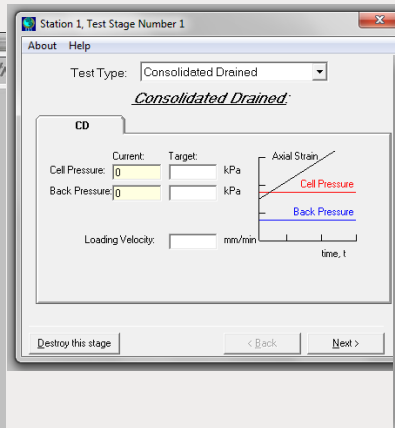 Station 1, Test Stage Number 1
About Help
Test Type: Consolidated Drained
Consolidated Drained:
CD
Current: Target:
Cell Pressure: 0 kPa
Back Pressure: 0 kPa
Loading Velocity: mm/min
Axial Strain
Cell Pressure
Back Pressure
time, t
Destroy this stage < Back Next >